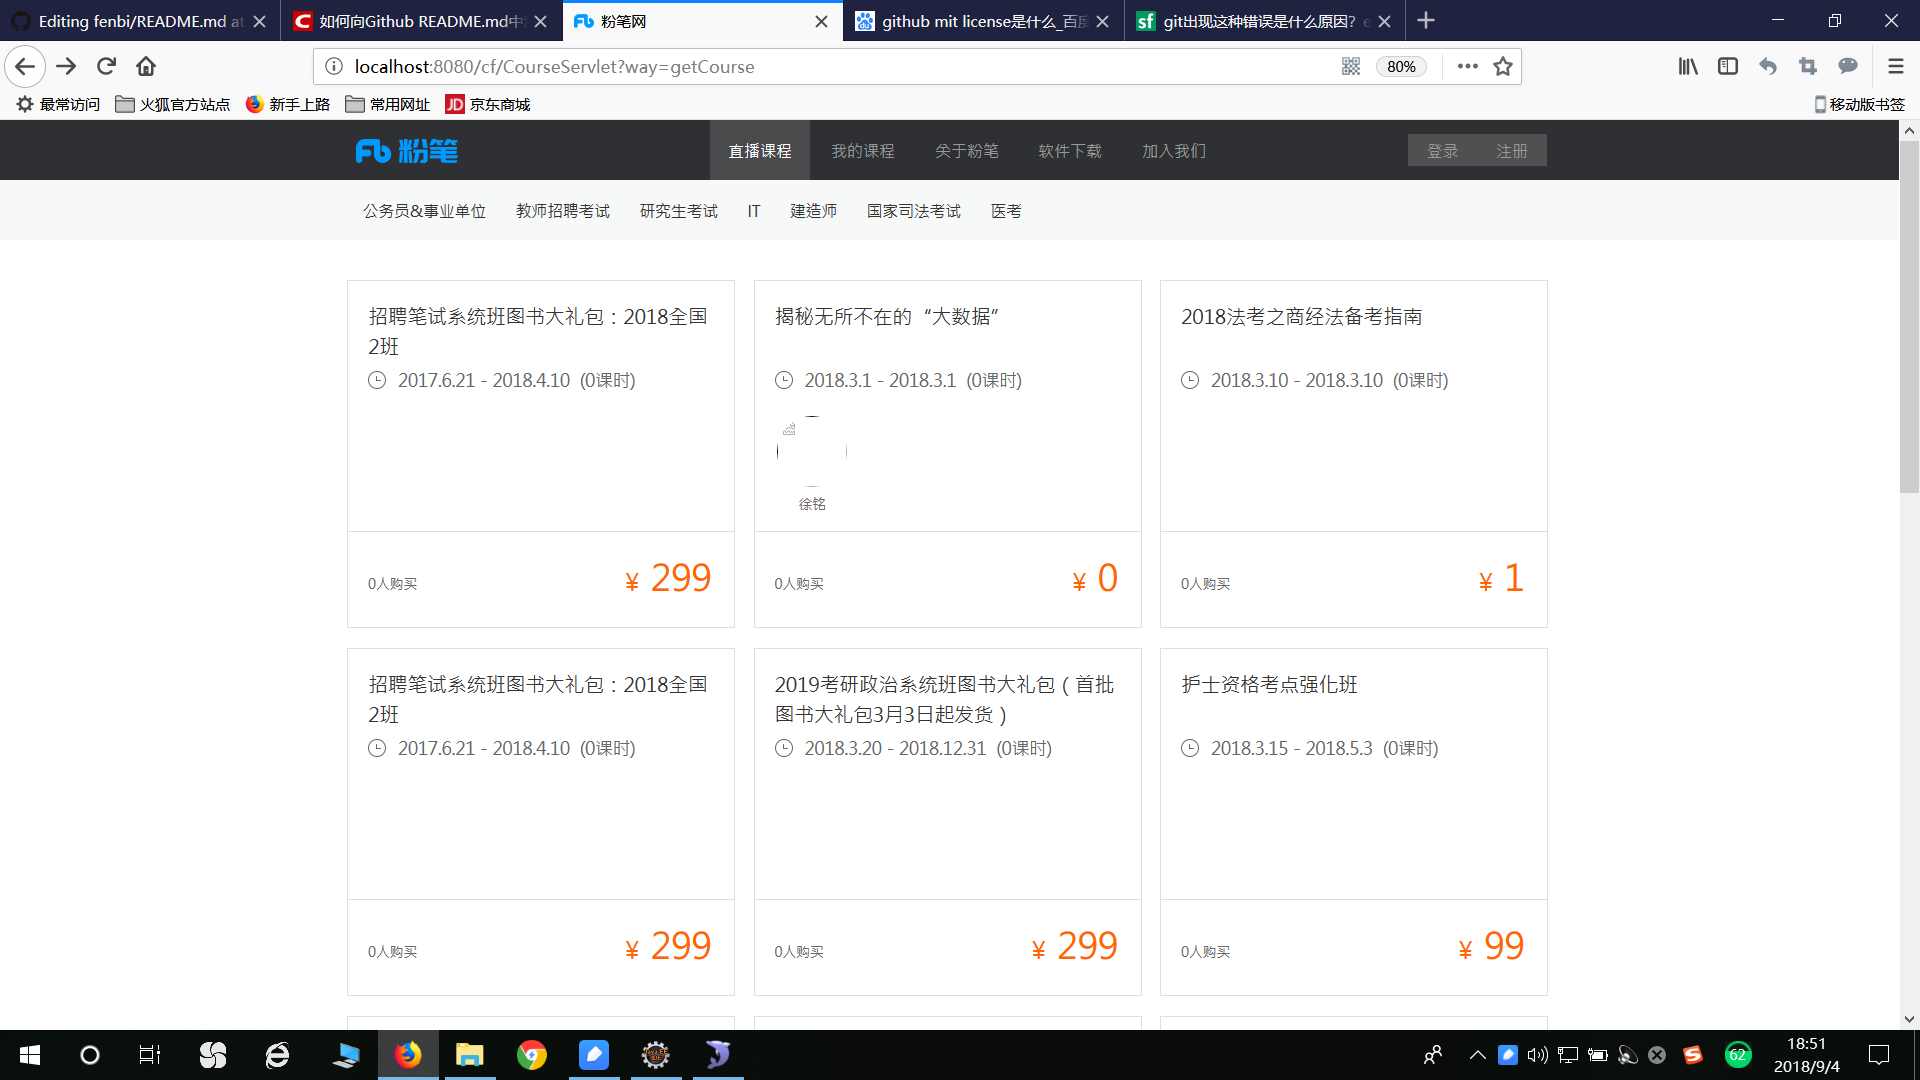 Editing fenbi/README.md at
如何向Github README.md中
粉笔网
github mit license是什么_百度
git出现这种错误是什么原因？
localhost:8080/cf/CourseServlet?way=getCourse
80%
最常访问
火狐官方站点
新手上路
常用网址
JD 京东商城
移动版书签
Fb 粉笔
直播课程
我的课程
关于粉笔
软件下载
加入我们
登录
注册
公务员&事业单位
教师招聘考试
研究生考试
IT
建造师
国家司法考试
医考
招聘笔试系统班图书大礼包：2018全国
2班
2017.6.21 - 2018.4.10 (0课时)
0人购买
¥ 299
揭秘无所不在的“大数据”
2018.3.1 - 2018.3.1 (0课时)
徐铭
0人购买
¥ 0
2018法考之商经法备考指南
2018.3.10 - 2018.3.10 (0课时)
0人购买
¥ 1
招聘笔试系统班图书大礼包：2018全国
2班
2017.6.21 - 2018.4.10 (0课时)
0人购买
¥ 299
2019考研政治系统班图书大礼包（首批
图书大礼包3月3日起发货）
2018.3.20 - 2018.12.31 (0课时)
0人购买
¥ 299
护士资格考点强化班
2018.3.15 - 2018.5.3 (0课时)
0人购买
¥ 99
62
18:51
2018/9/4